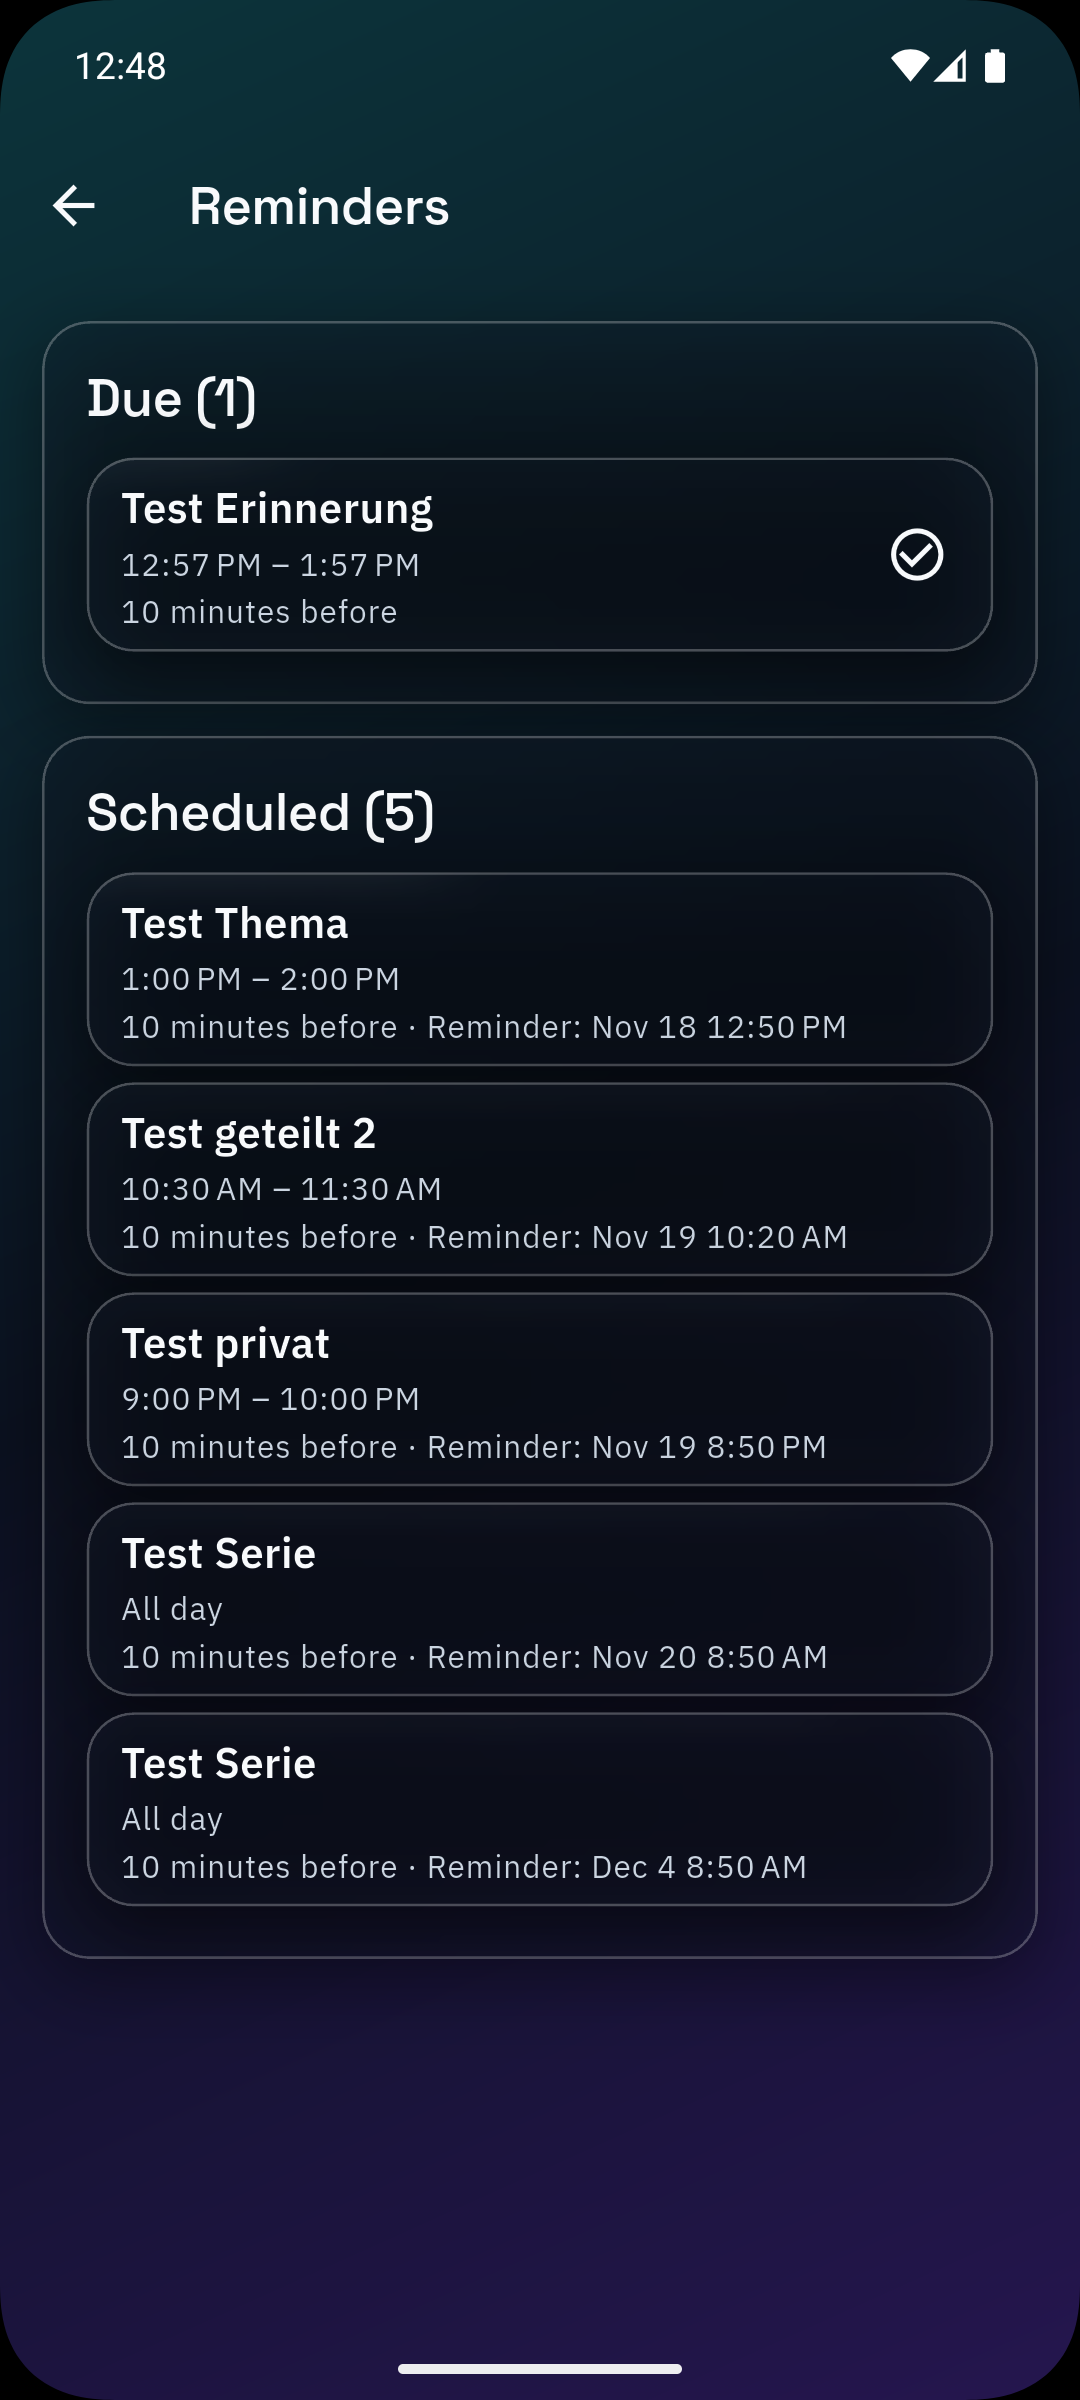 12:48
Reminders
Due (1)
Test Erinnerung
12:57 PM – 1:57 PM
10 minutes before
Scheduled (5)
Test Thema
1:00 PM – 2:00 PM
10 minutes before · Reminder: Nov 18 12:50 PM
Test geteilt 2
10:30 AM – 11:30 AM
10 minutes before · Reminder: Nov 19 10:20 AM
Test privat
9:00 PM – 10:00 PM
10 minutes before · Reminder: Nov 19 8:50 PM
Test Serie
All day
10 minutes before · Reminder: Nov 20 8:50 AM
Test Serie
All day
10 minutes before · Reminder: Dec 4 8:50 AM